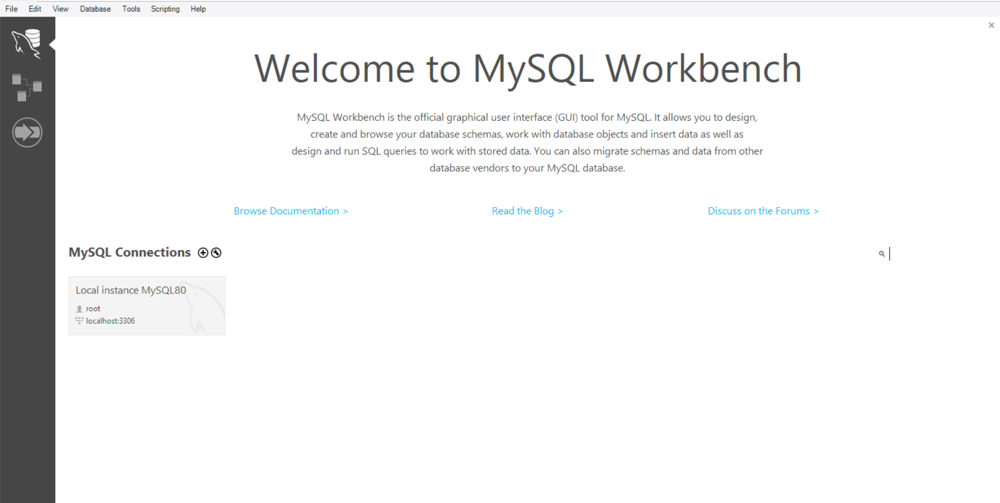 File Edit View Database Tools Scripting Help
Welcome to MySQL Workbench
MySQL Workbench is the official graphical user interface (GUI) tool for MySQL. It allows you to design,
create and browse your database schemas, work with database objects and insert data as well as
design and run SQL queries to work with stored data. You can also migrate schemas and data from other
database vendors to your MySQL database.
Browse Documentation > Read the Blog > Discuss on the Forums >
MySQL Connections
Local instance MySQL80
root
localhost:3306